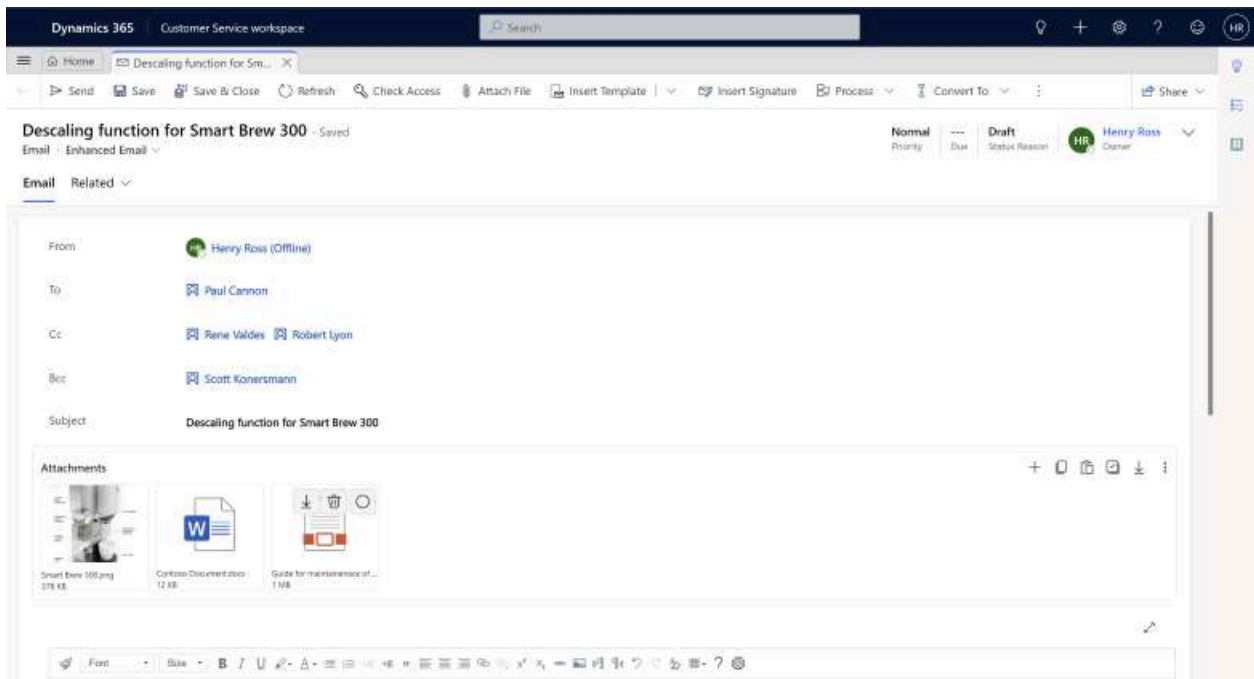 Dynamics 365 Customer Service workspace Search HR
Home Descaling function for Sm...
Send Save Save & Close Refresh Check Access Attach File Insert Template Insert Signature Process Convert To Share
Descaling function for Smart Brew 300 - Saved
Email · Enhanced Email
Normal --- Draft HR Henry Ross
Priority Due Status Reason Owner
Email Related
From HR Henry Ross (Offline)
To Paul Cannon
Cc Rene Valdes Robert Lyon
Bcc Scott Konersmann
Subject Descaling function for Smart Brew 300
Attachments
W
Smart Brew 300.png Contoso Document.docx Guide for maintainenace of ...
378 KB 12 KB 1 MB
Font Size B I U A